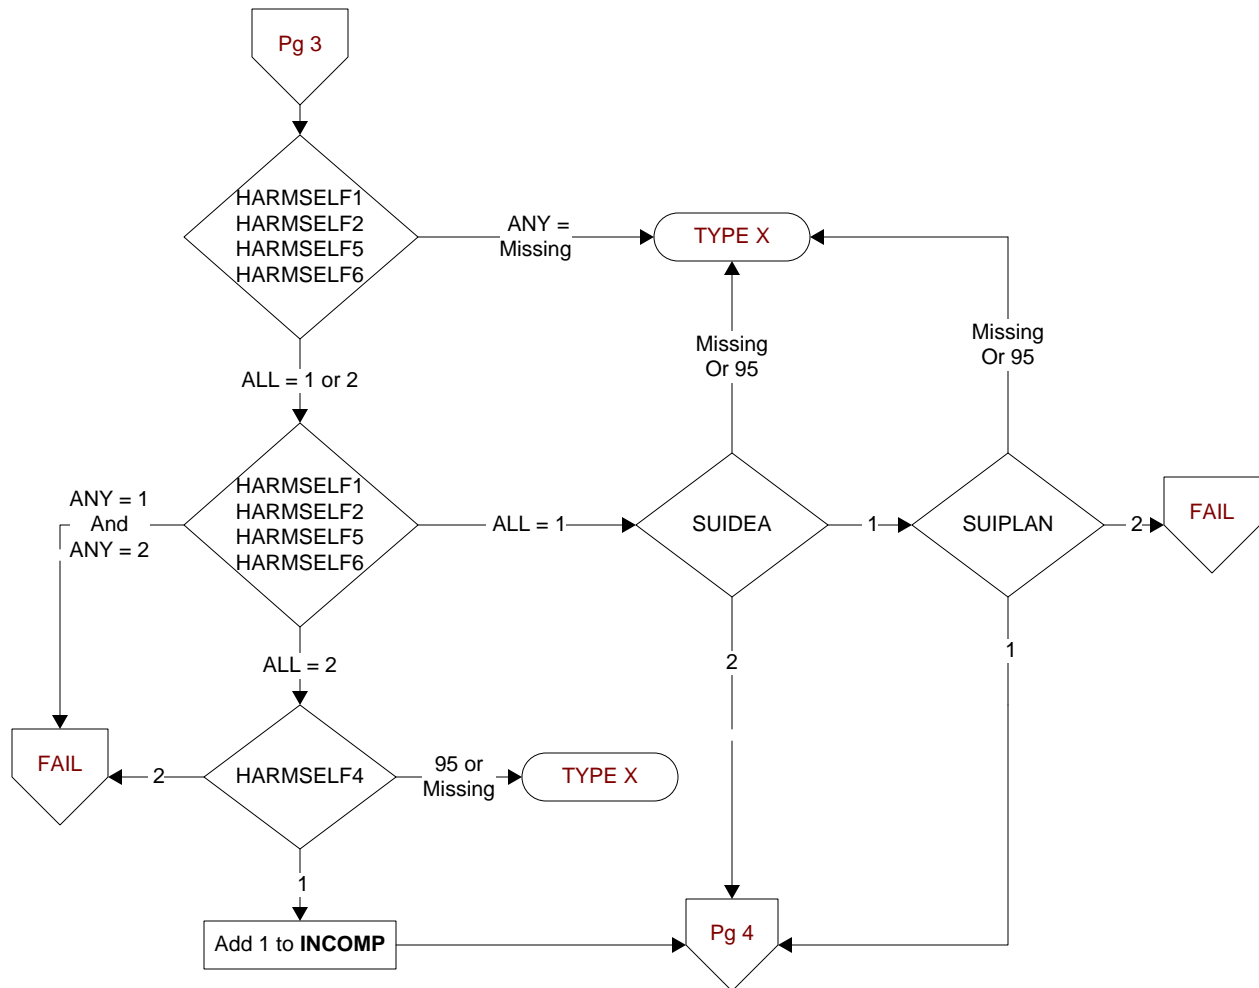 Pg 3
HARMSELF1
HARMSELF2
HARMSELF5
HARMSELF6
ANY =
Missing
TYPE X
Missing
Or 95
Missing
Or 95
ALL = 1 or 2
ANY = 1
And
ANY = 2
HARMSELF1
HARMSELF2
HARMSELF5
HARMSELF6
ALL = 1
SUIDEA
1
SUIPLAN
2
FAIL
ALL = 2
2
1
FAIL
2
HARMSELF4
95 or
Missing
TYPE X
1
Add 1 to INCOMP
Pg 4